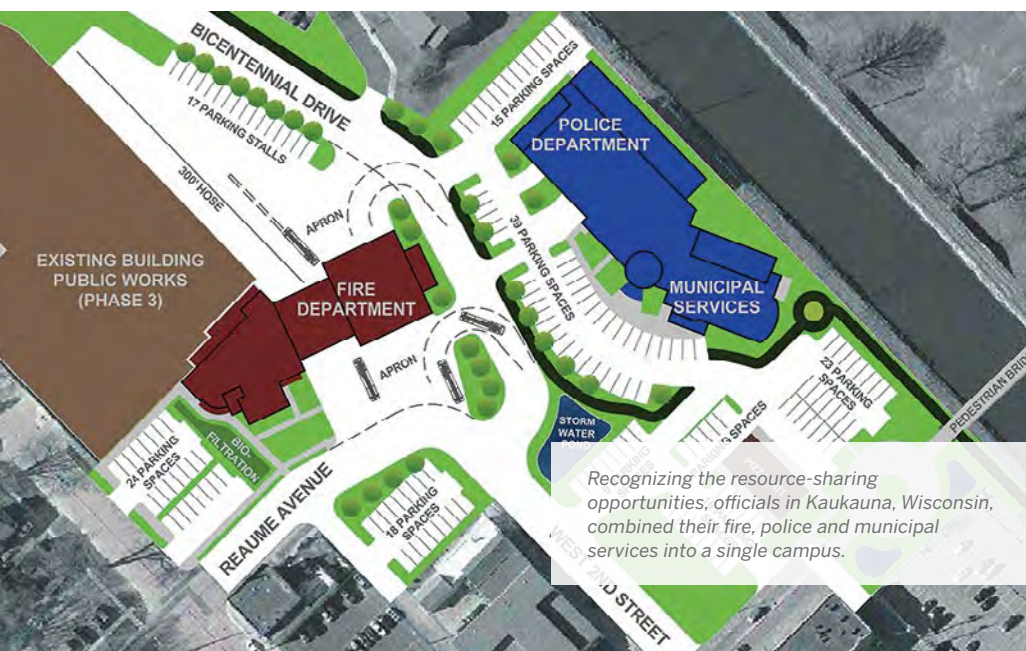 BICENTENNIAL DRIVE
17 PARKING STALLS
15 PARKING SPACES
POLICE
DEPARTMENT
300' HOSE
APRON
39 PARKING SPACES
EXISTING BUILDING
PUBLIC WORKS
(PHASE 3)
FIRE
DEPARTMENT
MUNICIPAL
SERVICES
APRON
23 PARKING
SPACES
PEDESTRIAN
STORM
WATER
POND
PARKING SPACES
BIO-
FILTRATION
24 PARKING
SPACES
18 PARKING
SPACES
REAUME AVENUE
WEST 2ND STREET
Recognizing the resource-sharing
opportunities, officials in Kaukauna, Wisconsin,
combined their fire, police and municipal
services into a single campus.